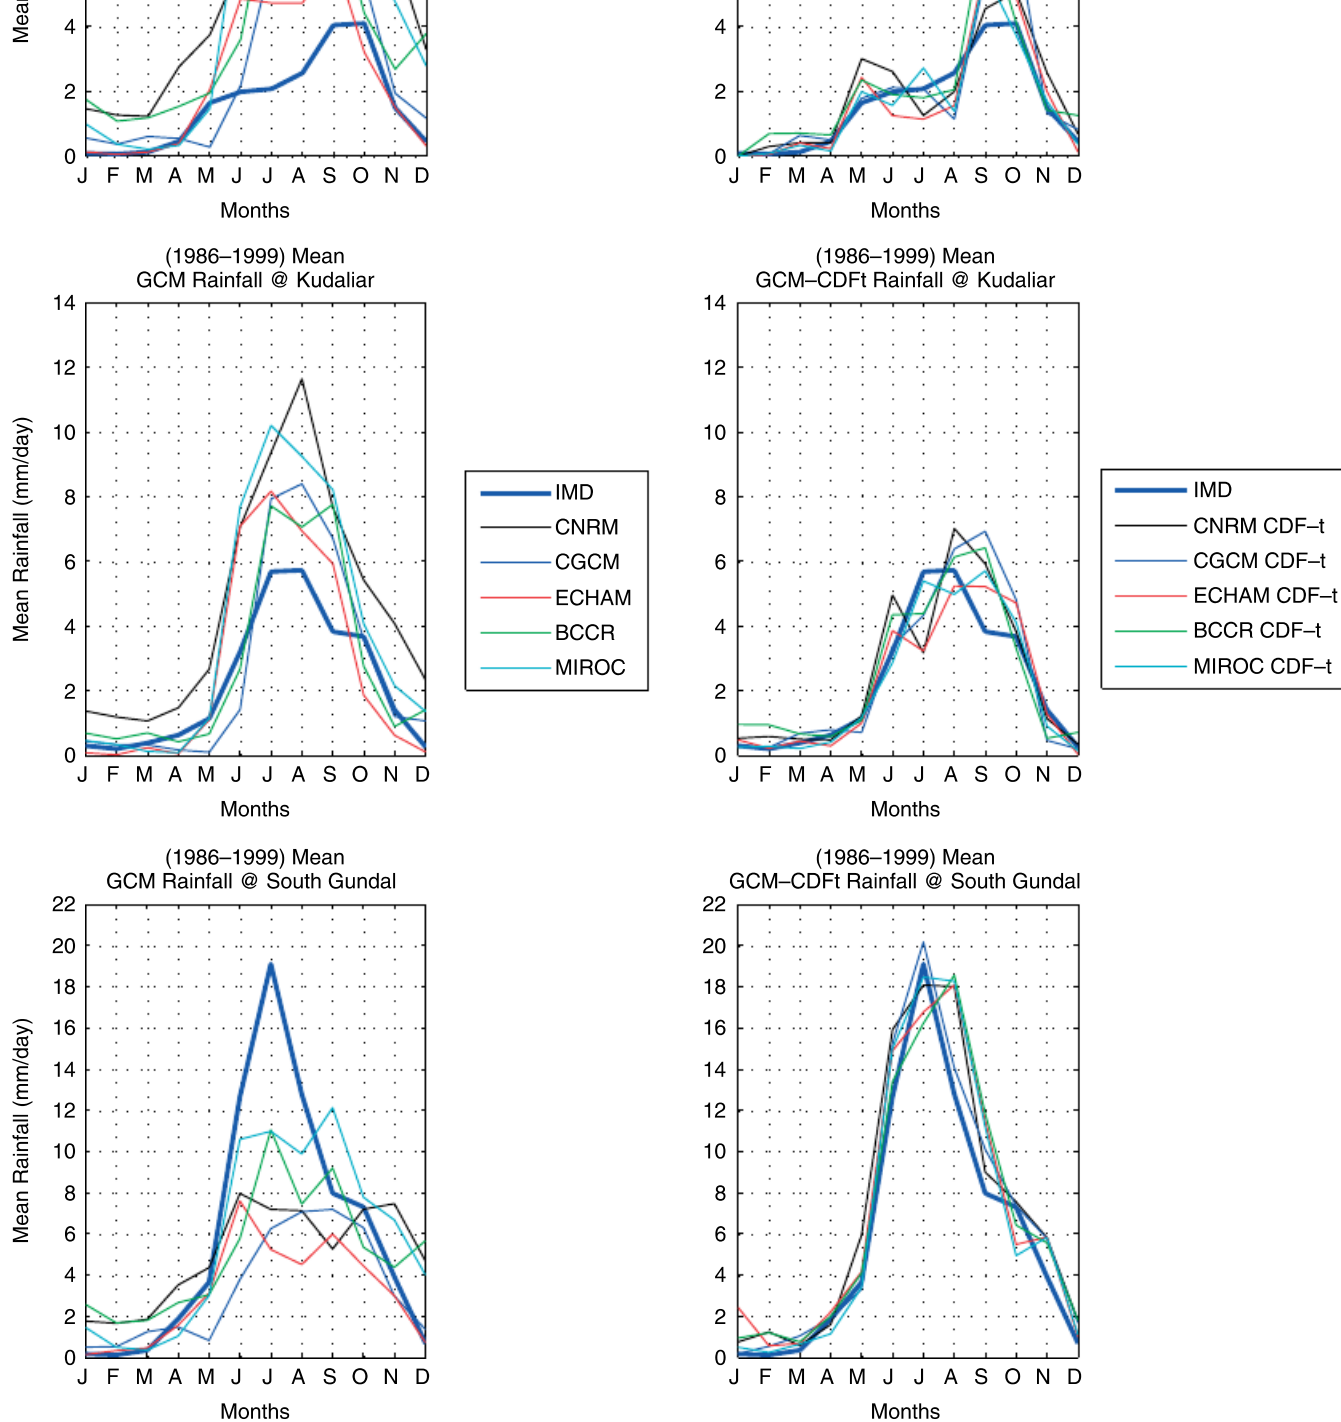 Mean
4
2
0
J F M A M J J A S O N D
Months
4
2
0
J F M A M J J A S O N D
Months
(1986–1999) Mean
GCM Rainfall @ Kudaliar
Mean Rainfall (mm/day)
14
12
10
8
6
4
2
0
J F M A M J J A S O N D
Months
IMD
CNRM
CGCM
ECHAM
BCCR
MIROC
(1986–1999) Mean
GCM–CDFt Rainfall @ Kudaliar
14
12
10
8
6
4
2
0
J F M A M J J A S O N D
Months
IMD
CNRM CDF–t
CGCM CDF–t
ECHAM CDF–t
BCCR CDF–t
MIROC CDF–t
(1986–1999) Mean
GCM Rainfall @ South Gundal
Mean Rainfall (mm/day)
22
20
18
16
14
12
10
8
6
4
2
0
J F M A M J J A S O N D
Months
(1986–1999) Mean
GCM–CDFt Rainfall @ South Gundal
22
20
18
16
14
12
10
8
6
4
2
0
J F M A M J J A S O N D
Months